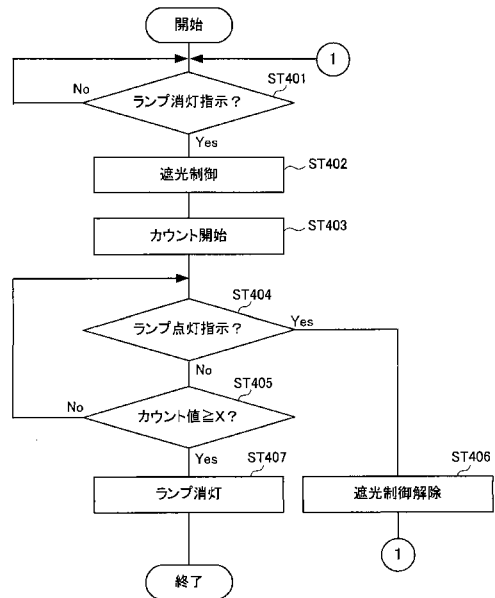 開始
1
ST401
No
ランプ消灯指示？
Yes
ST402
遮光制御
ST403
カウント開始
ST404
ランプ点灯指示？
Yes
No
ST405
No
カウント値≧X？
Yes
ST407
ランプ消灯
ST406
遮光制御解除
1
終了